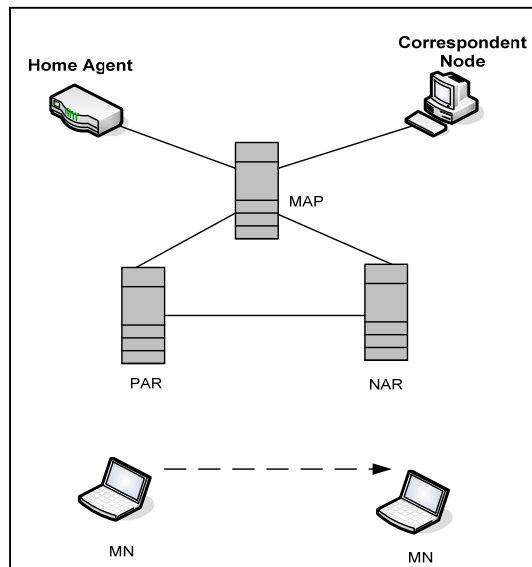 Home Agent
Correspondent
Node
MAP
PAR
NAR
MN
MN